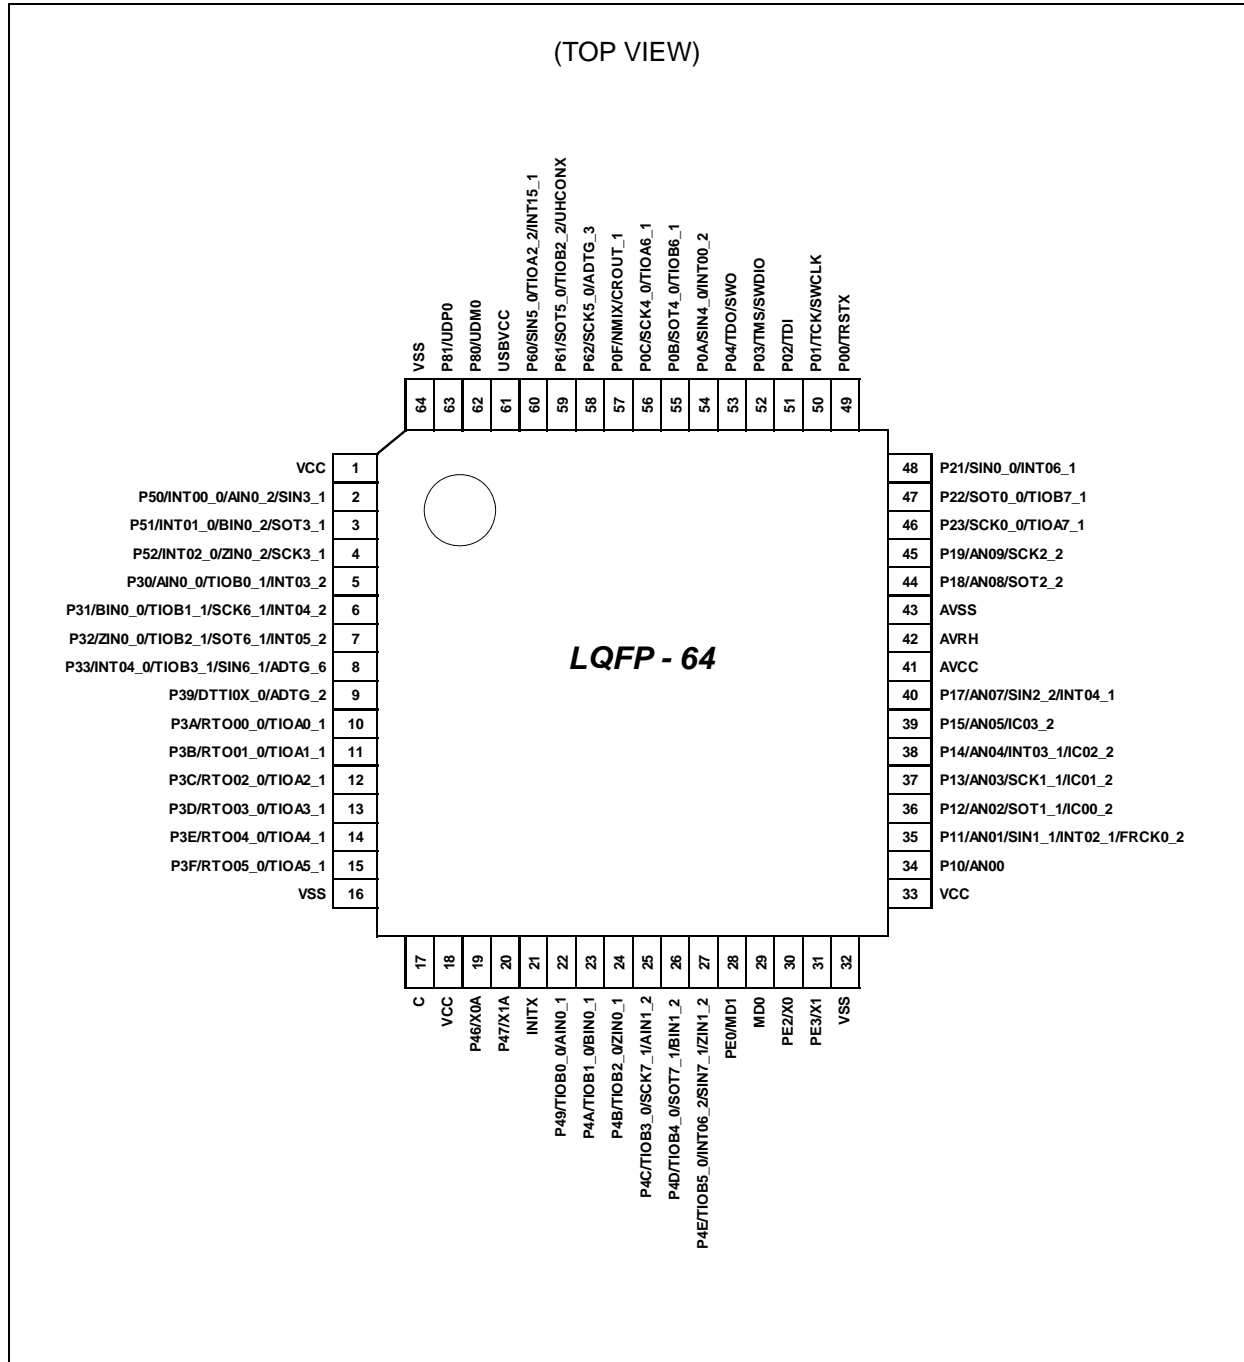 (TOP VIEW)
VSS
P81/UDP0
P80/UDM0
USBVCC
P60/SIN5_0/TIOA2_2/INT15_1
P61/SOT5_0/TIOB2_2/UHCONX
P62/SCK5_0/ADTG_3
P0F/NMIX/CROUT_1
P0C/SCK4_0/TIOA6_1
P0B/SOT4_0/TIOB6_1
P0A/SIN4_0/INT00_2
P04/TDO/SWO
P03/TMS/SWDIO
P02/TDI
P01/TCK/SWCLK
P00/TRSTX
64
63
62
61
60
59
58
57
56
55
54
53
52
51
50
49
VCC 1
P50/INT00_0/AIN0_2/SIN3_1 2
P51/INT01_0/BIN0_2/SOT3_1 3
P52/INT02_0/ZIN0_2/SCK3_1 4
P30/AIN0_0/TIOB0_1/INT03_2 5
P31/BIN0_0/TIOB1_1/SCK6_1/INT04_2 6
P32/ZIN0_0/TIOB2_1/SOT6_1/INT05_2 7
P33/INT04_0/TIOB3_1/SIN6_1/ADTG_6 8
P39/DTTI0X_0/ADTG_2 9
P3A/RTO00_0/TIOA0_1 10
P3B/RTO01_0/TIOA1_1 11
P3C/RTO02_0/TIOA2_1 12
P3D/RTO03_0/TIOA3_1 13
P3E/RTO04_0/TIOA4_1 14
P3F/RTO05_0/TIOA5_1 15
VSS 16
LQFP - 64
48 P21/SIN0_0/INT06_1
47 P22/SOT0_0/TIOB7_1
46 P23/SCK0_0/TIOA7_1
45 P19/AN09/SCK2_2
44 P18/AN08/SOT2_2
43 AVSS
42 AVRH
41 AVCC
40 P17/AN07/SIN2_2/INT04_1
39 P15/AN05/IC03_2
38 P14/AN04/INT03_1/IC02_2
37 P13/AN03/SCK1_1/IC01_2
36 P12/AN02/SOT1_1/IC00_2
35 P11/AN01/SIN1_1/INT02_1/FRCK0_2
34 P10/AN00
33 VCC
17
18
19
20
21
22
23
24
25
26
27
28
29
30
31
32
C
VCC
P46/X0A
P47/X1A
INITX
P49/TIOB0_0/AIN0_1
P4A/TIOB1_0/BIN0_1
P4B/TIOB2_0/ZIN0_1
P4C/TIOB3_0/SCK7_1/AIN1_2
P4D/TIOB4_0/SOT7_1/BIN1_2
P4E/TIOB5_0/INT06_2/SIN7_1/ZIN1_2
PE0/MD1
MD0
PE2/X0
PE3/X1
VSS